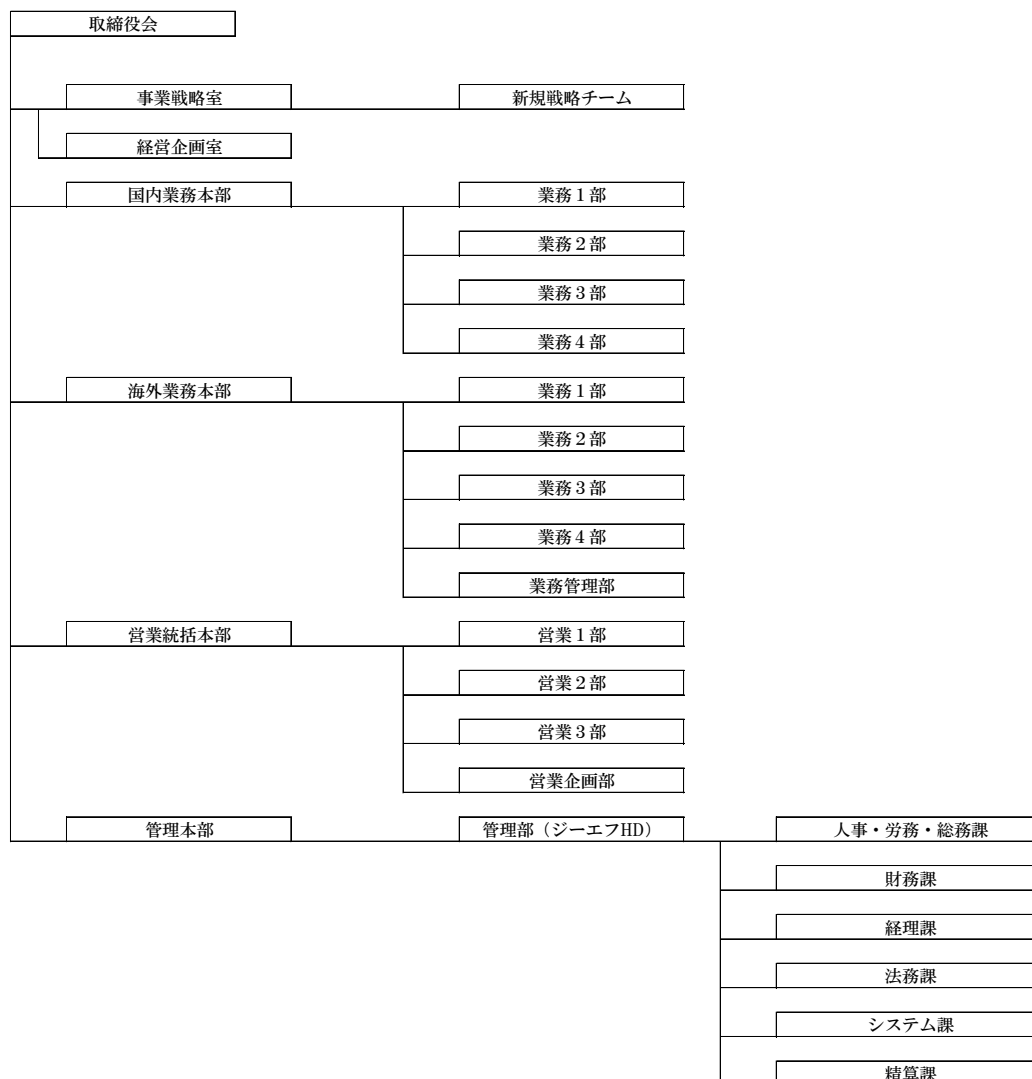 取締役会
事業戦略室
新規戦略チーム
経営企画室
国内業務本部
業務１部
業務２部
業務３部
業務４部
海外業務本部
業務１部
業務２部
業務３部
業務４部
業務管理部
営業統括本部
営業１部
営業２部
営業３部
営業企画部
管理本部
管理部（ジーエフHD）
人事・労務・総務課
財務課
経理課
法務課
システム課
精算課